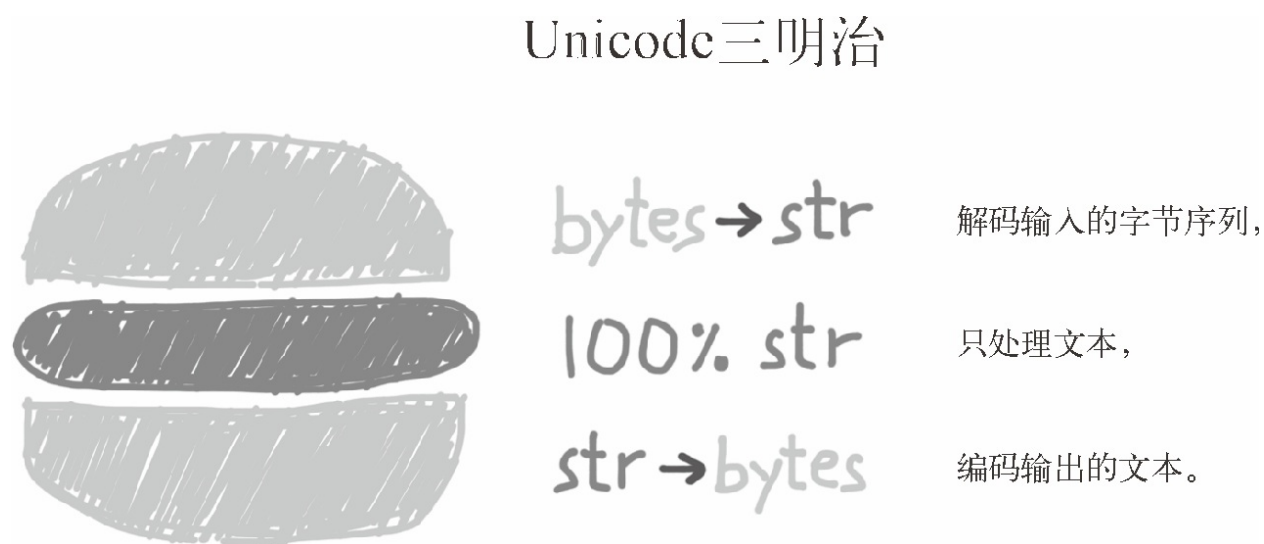 Unicode三明治
bytes→str 解码输入的字节序列,
100% str 只处理文本,
str→bytes 编码输出的文本。